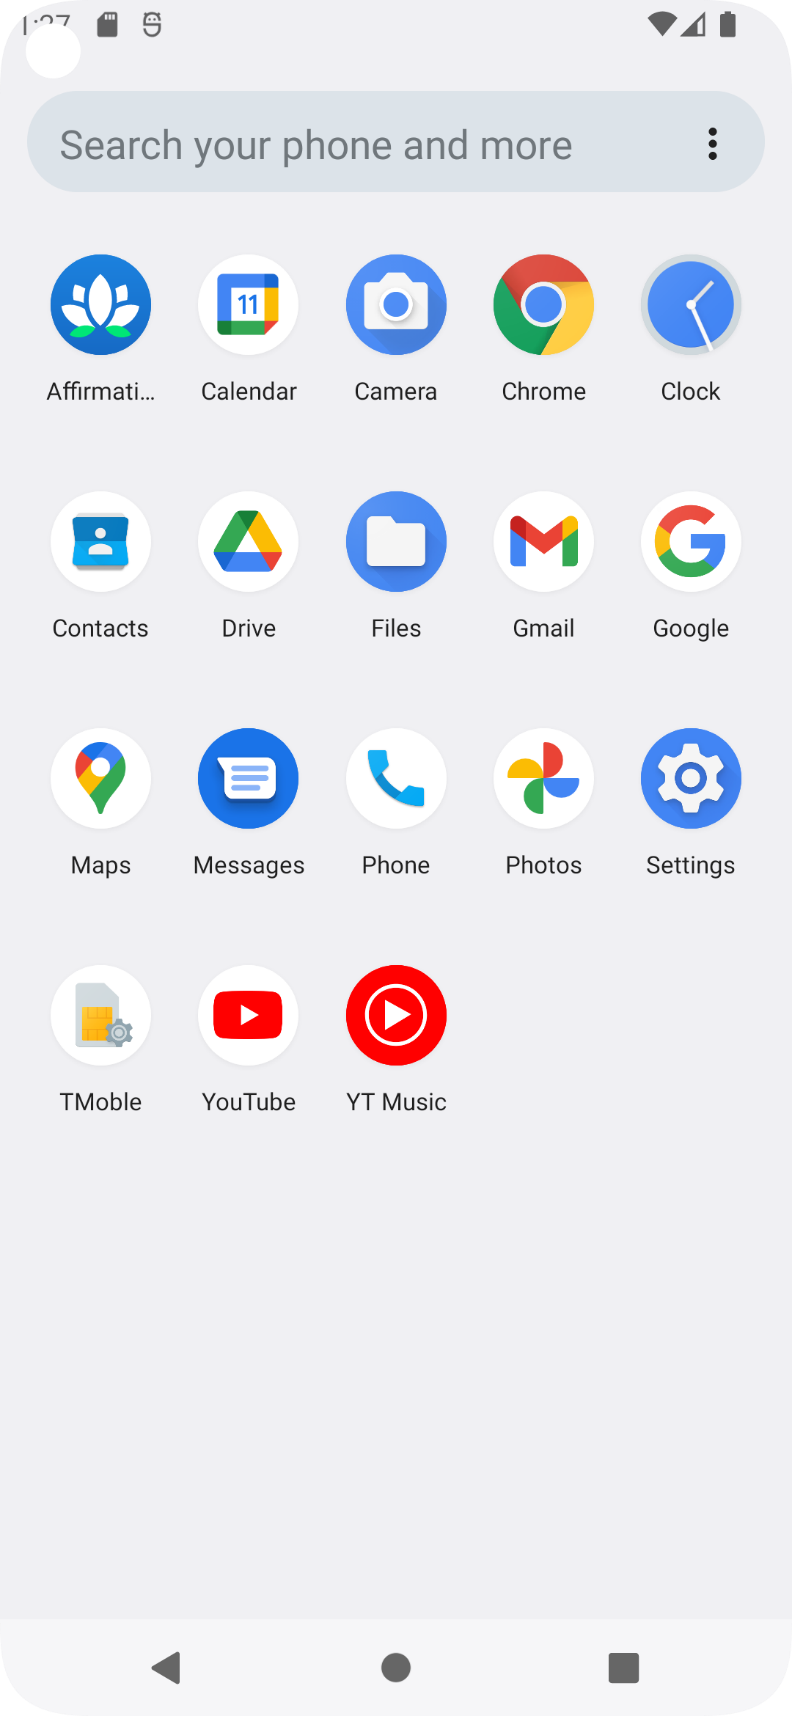 Search your phone and more
11
Affirmati… Calendar Camera Chrome Clock
Contacts Drive Files Gmail Google
Maps Messages Phone Photos Settings
TMoble YouTube YT Music